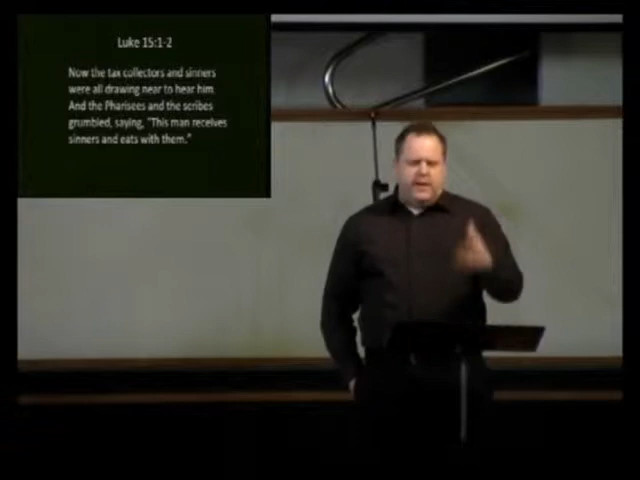 Luke 15:1-2
Now the tax collectors and sinners
were all drawing near to hear him.
And the Pharisees and the scribes
grumbled, saying, "This man receives
sinners and eats with them."